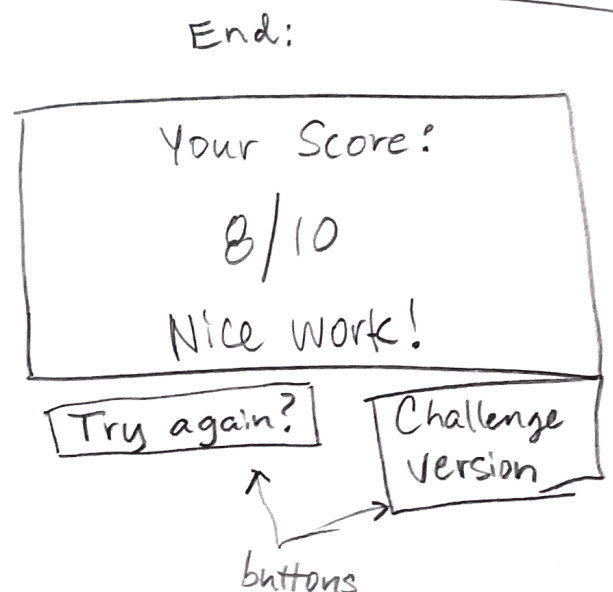 End:
Your Score:
8/10
Nice work!
Try again?
Challenge
version
buttons